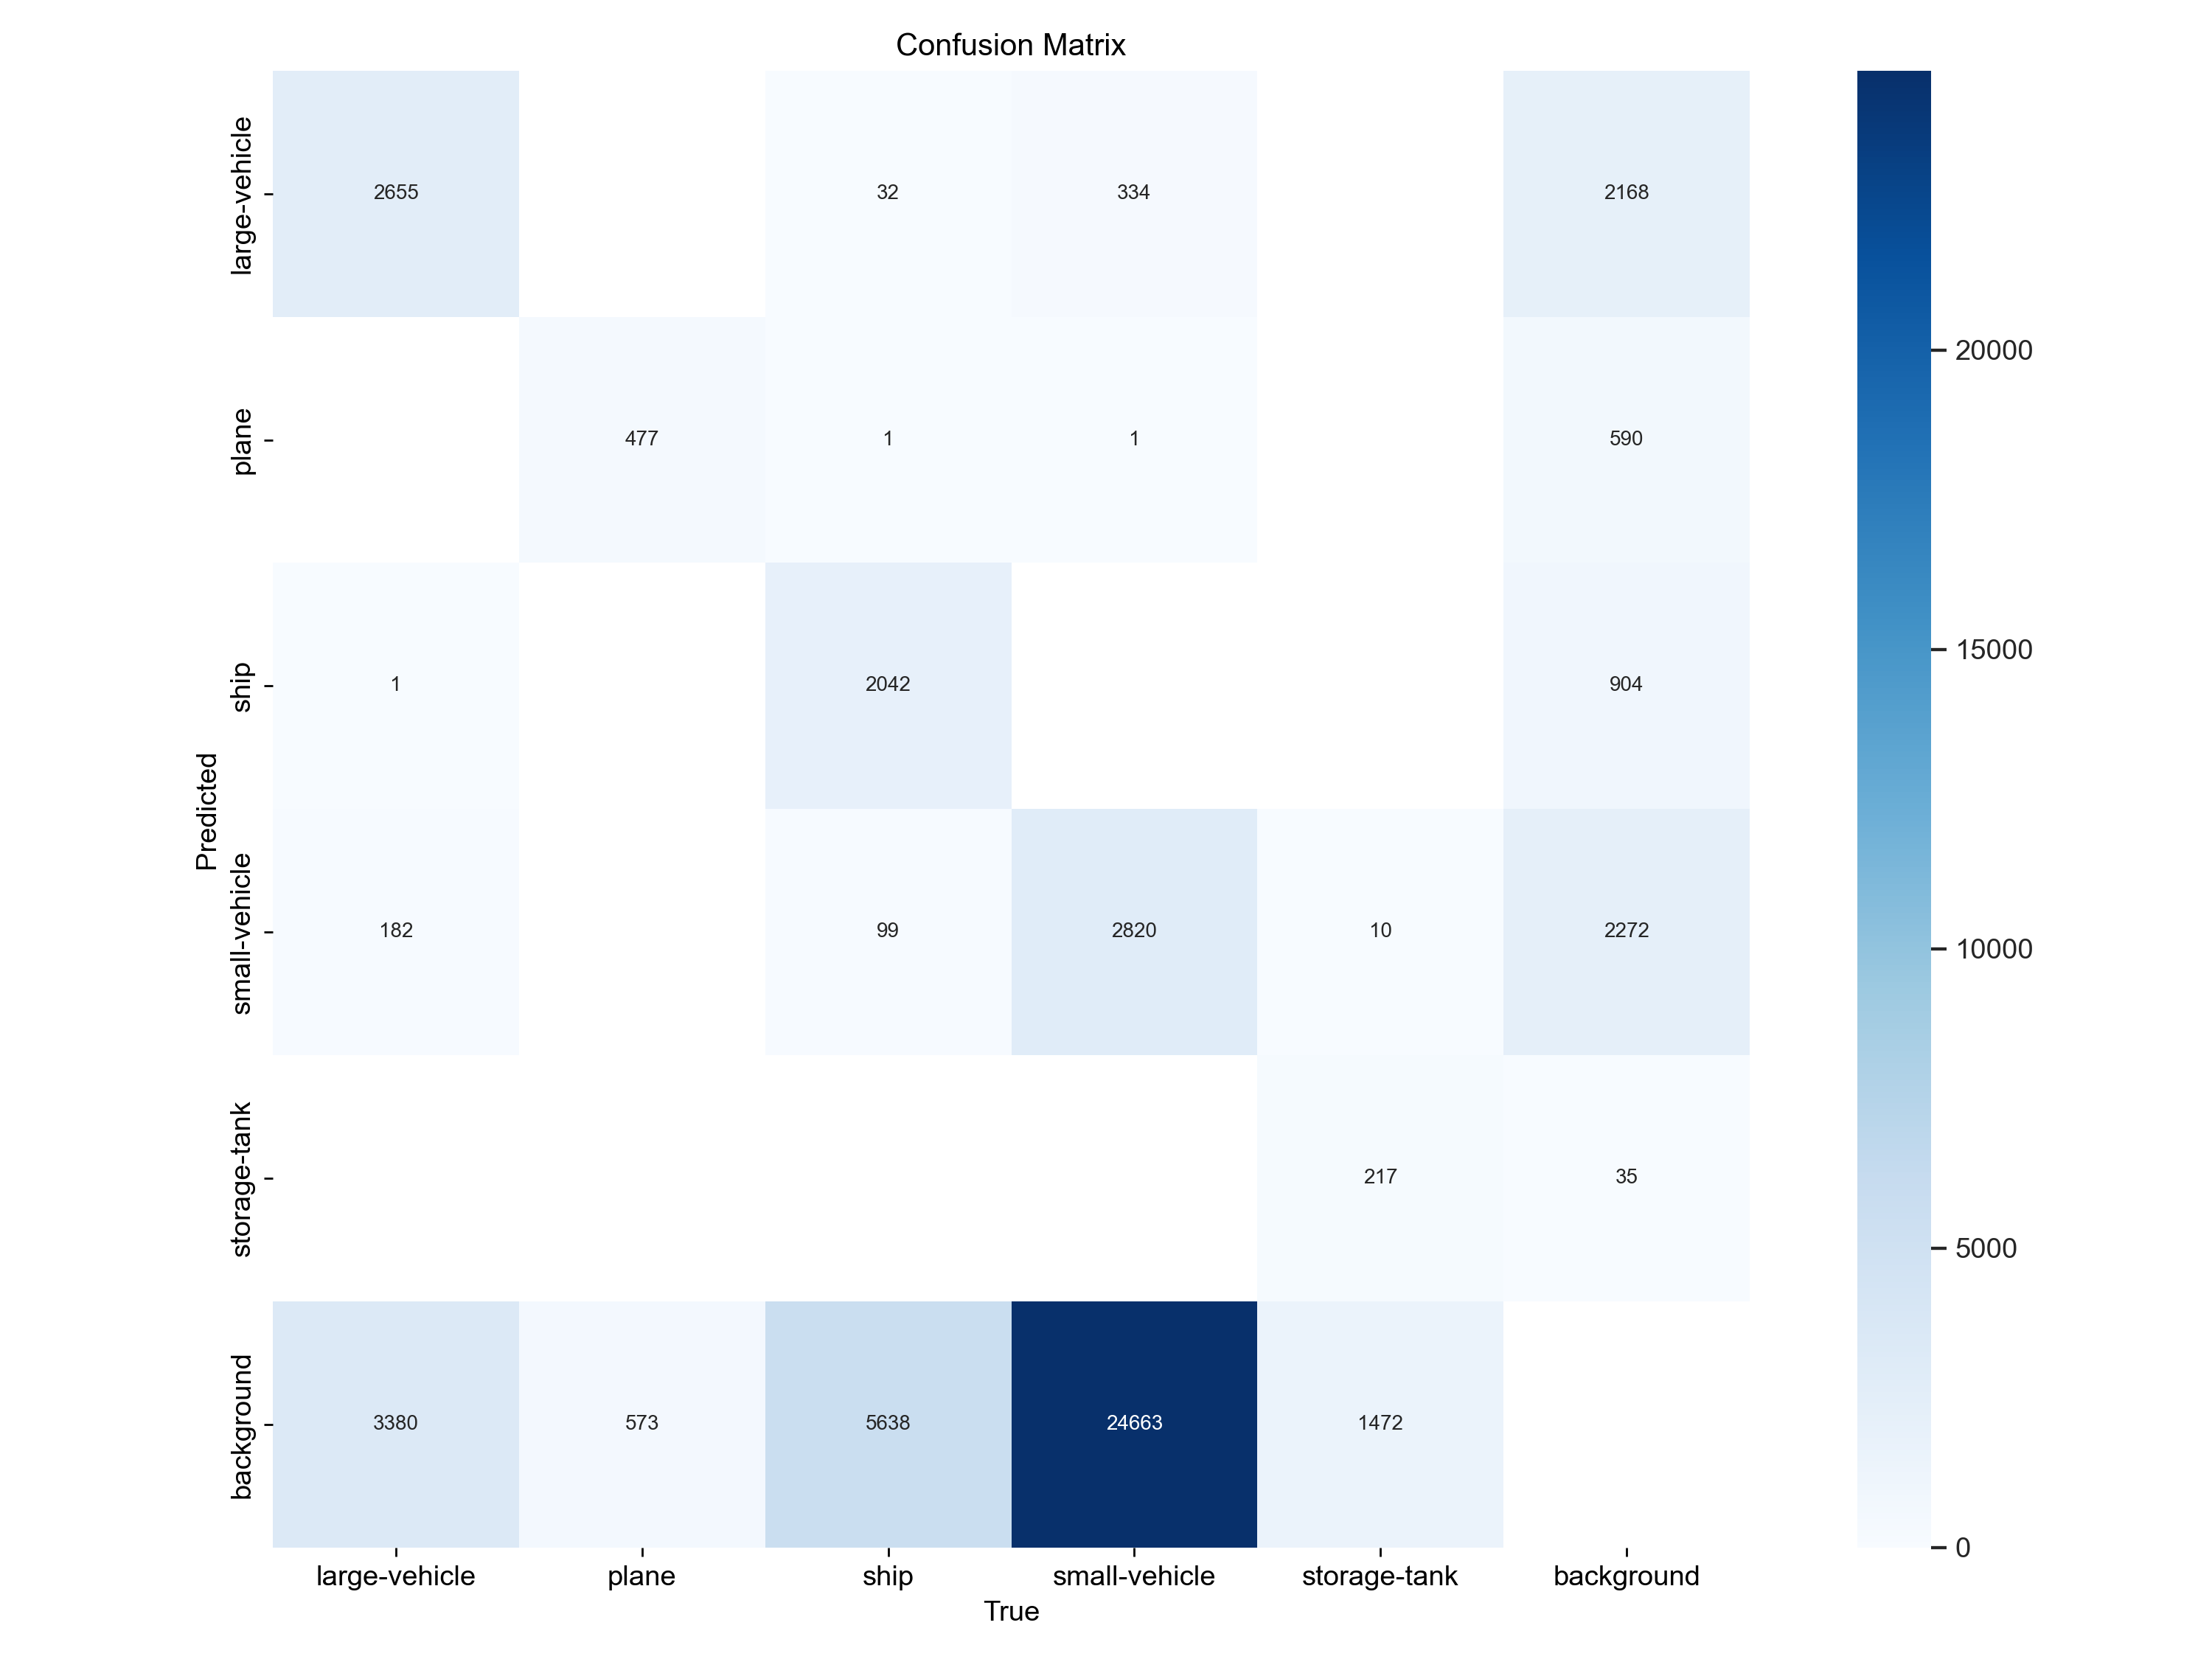 Confusion Matrix
large-vehicle
2655
32
334
2168
plane
477
1
1
590
ship
1
2042
904
small-vehicle
182
99
2820
10
2272
storage-tank
217
35
background
3380
573
5638
24663
1472
Predicted
large-vehicle
plane
ship
small-vehicle
storage-tank
background
True
20000
15000
10000
5000
0